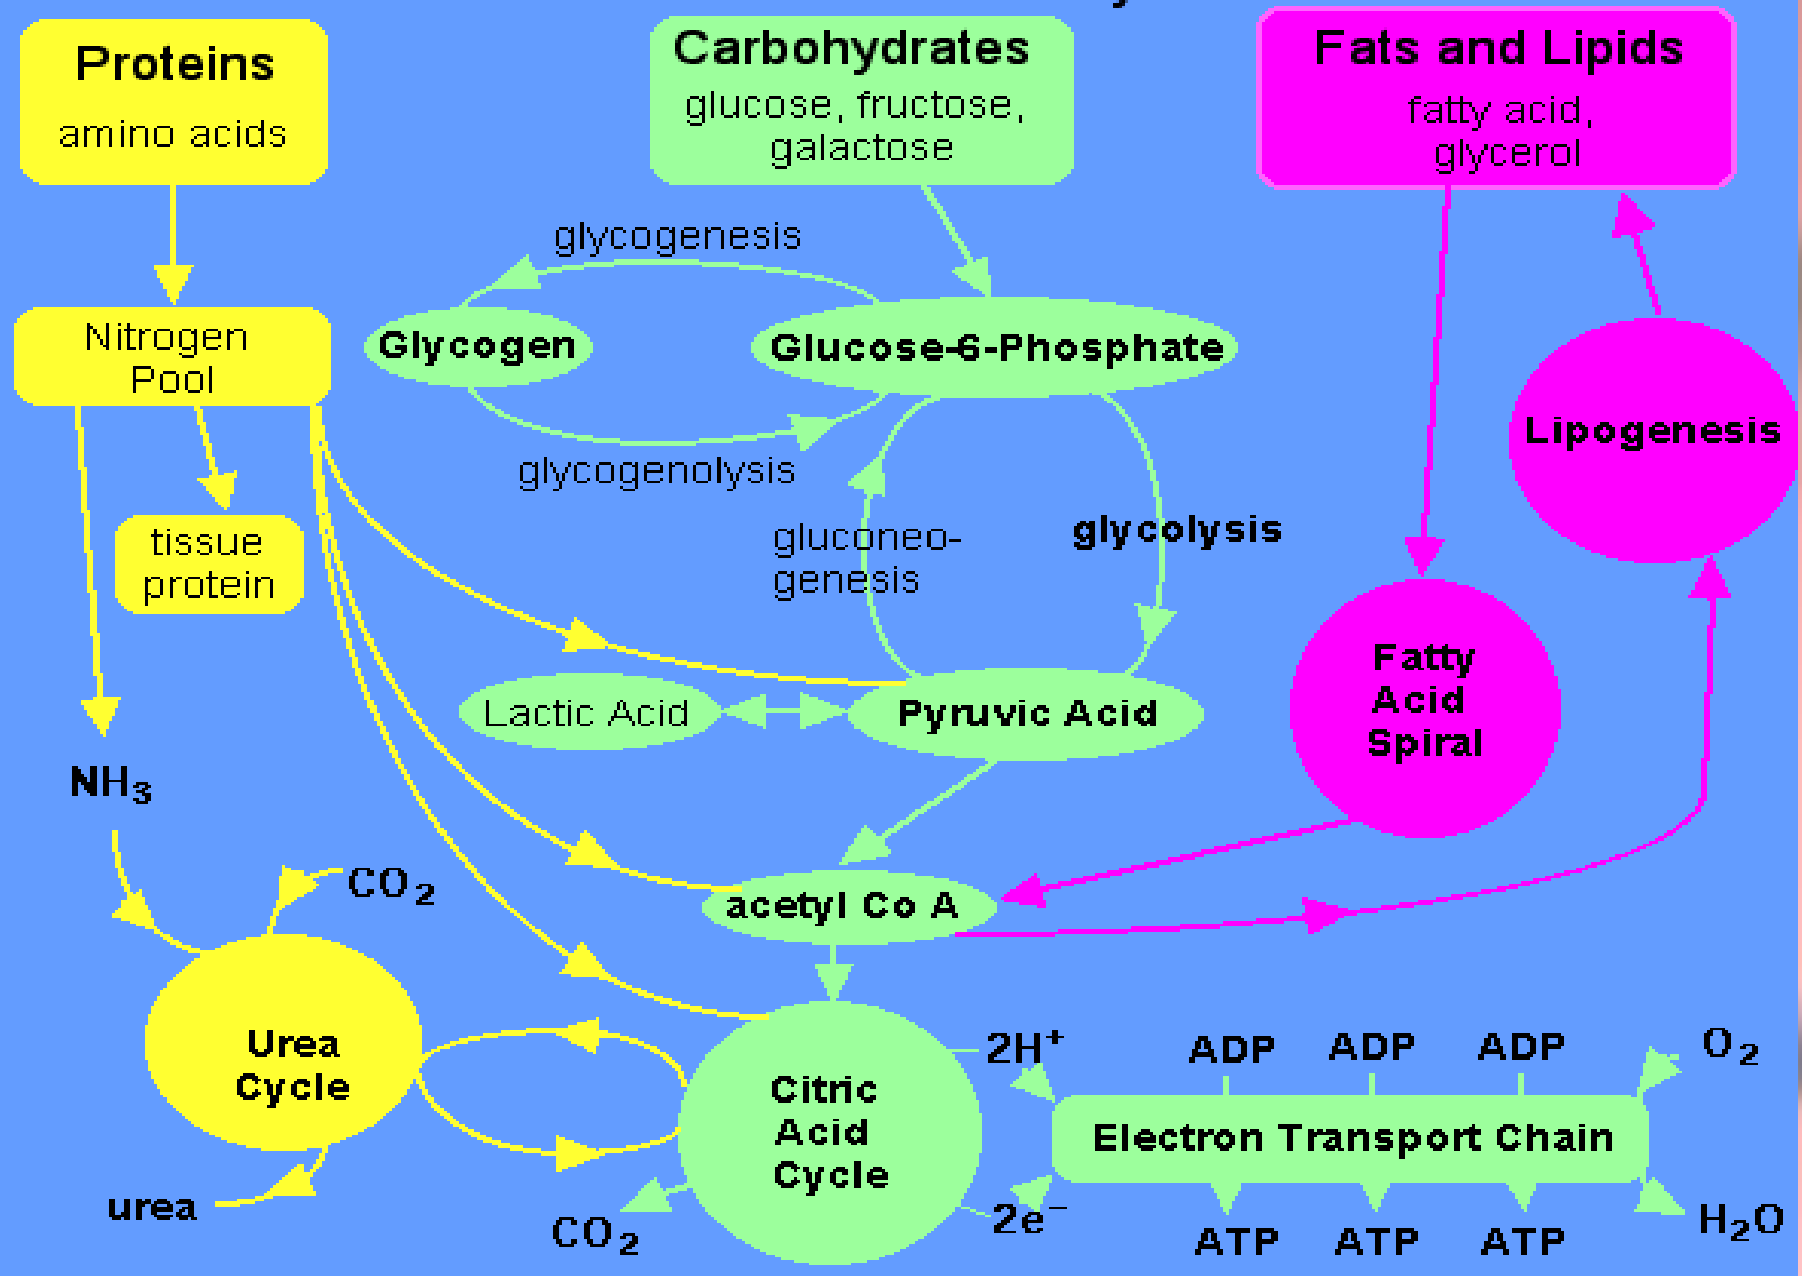 Proteins
amino acids
Carbohydrates
glucose, fructose,
galactose
Fats and Lipids
fatty acid,
glycerol
glycogenesis
Nitrogen
Pool
Glycogen
Glucose-6-Phosphate
Lipogenesis
glycogenolysis
tissue
protein
gluconeo-
genesis
glycolysis
Fatty
Acid
Spiral
Lactic Acid
Pyruvic Acid
NH₃
CO₂
acetyl Co A
Urea
Cycle
Citric
Acid
Cycle
2H⁺
ADP
ADP
ADP
O₂
Electron Transport Chain
urea
CO₂
2e⁻
ATP
ATP
ATP
H₂O